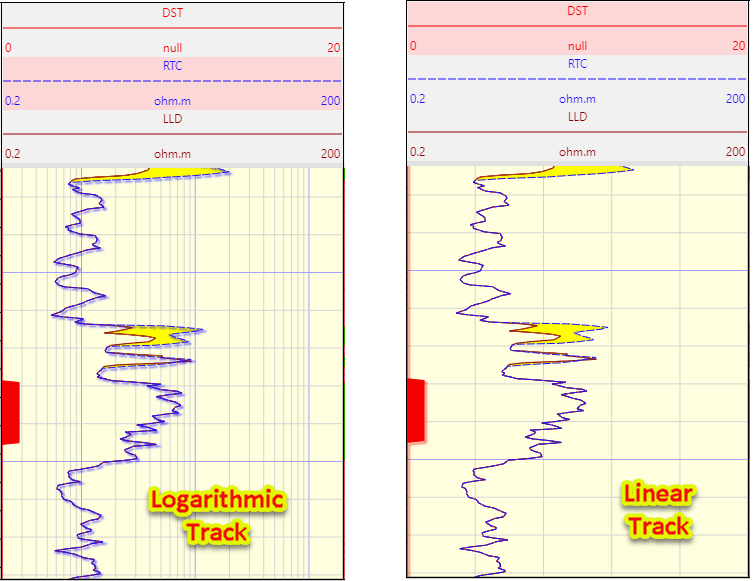 DST
0 null 20
RTC
0.2 ohm.m 200
LLD
0.2 ohm.m 200
Logarithmic
Track
DST
0 null 20
RTC
0.2 ohm.m 200
LLD
0.2 ohm.m 200
Linear
Track